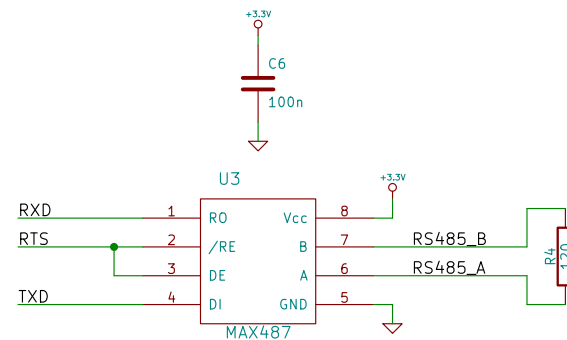 +3.3V
C6
100n
U3
+3.3V
RXD 1 RO Vcc 8
RTS 2 /RE B 7 RS485_B
3 DE A 6 RS485_A
TXD 4 DI GND 5
R4
120
MAX487